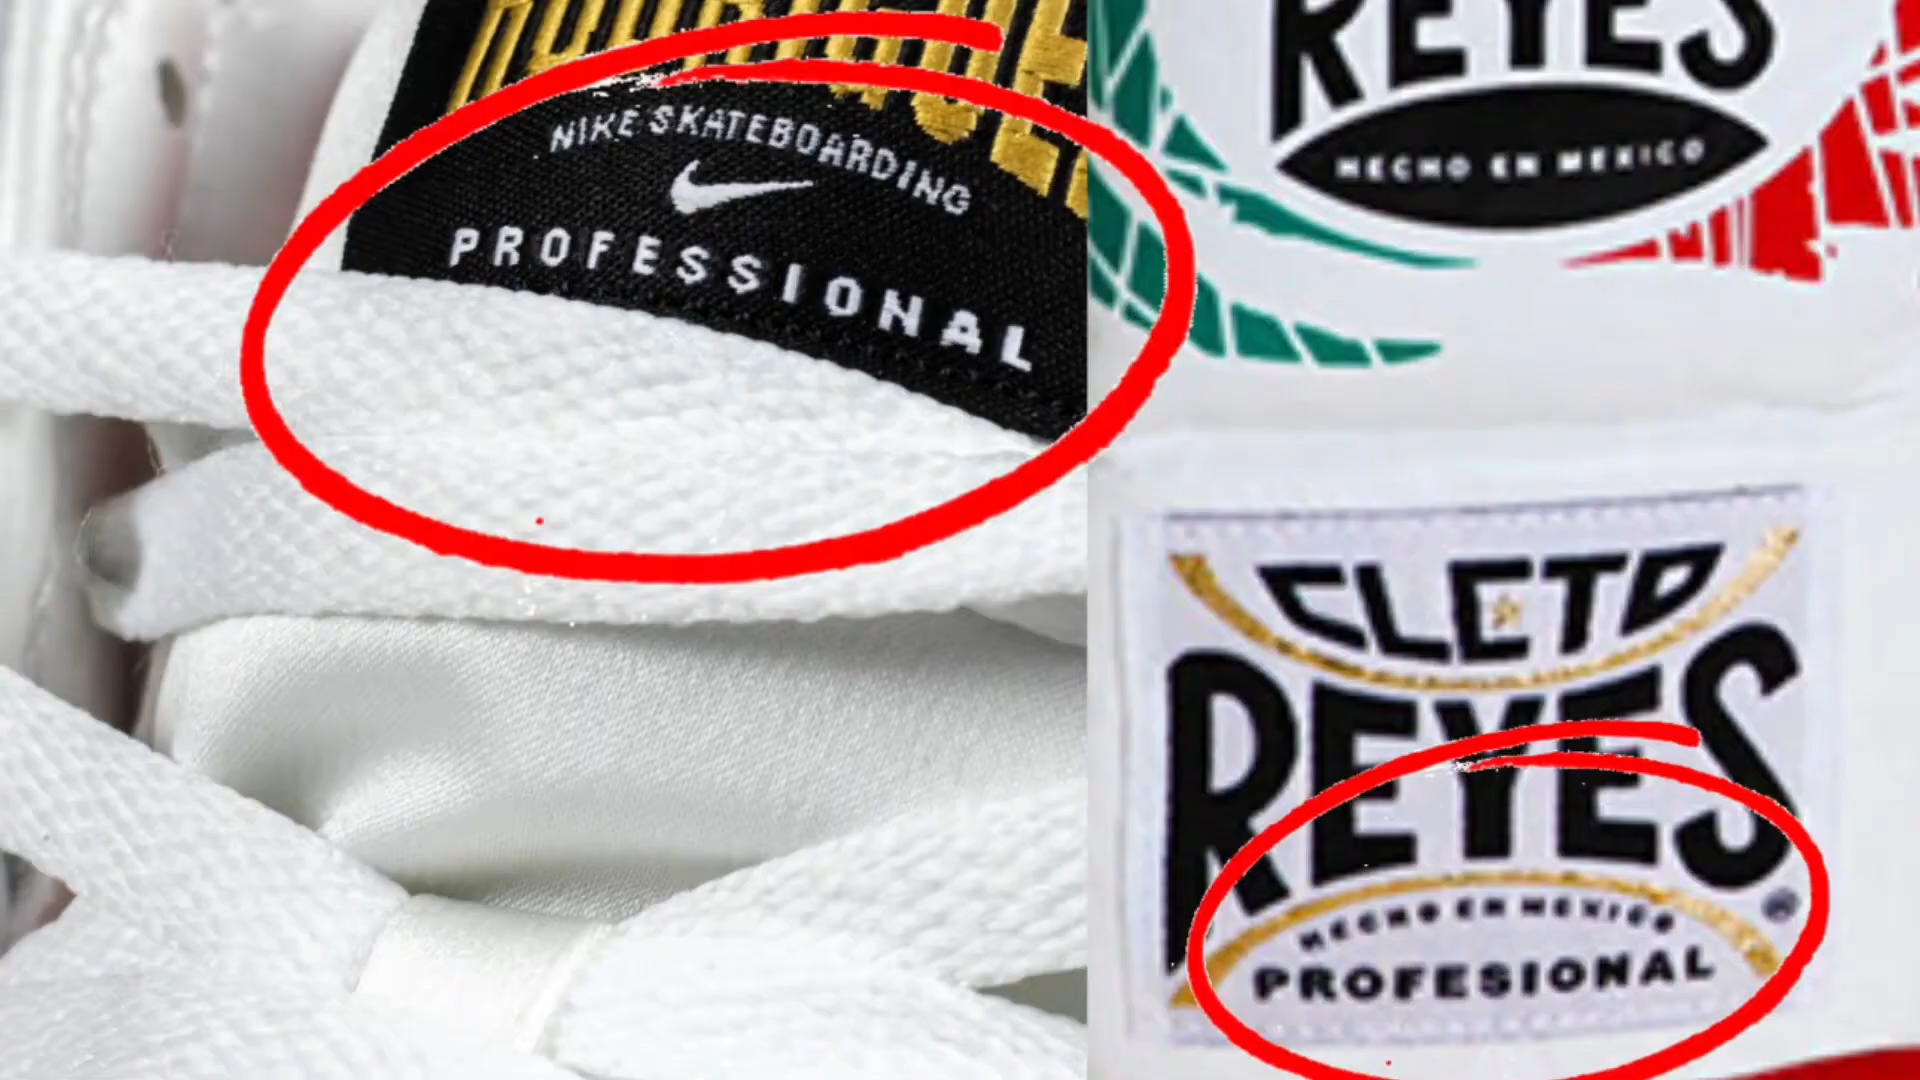 NIKE SKATEBOARDING
PROFESSIONAL
REYES
HECHO EN MEXICO
CLETO
REYES
®
HECHO EN MEXICO
PROFESIONAL